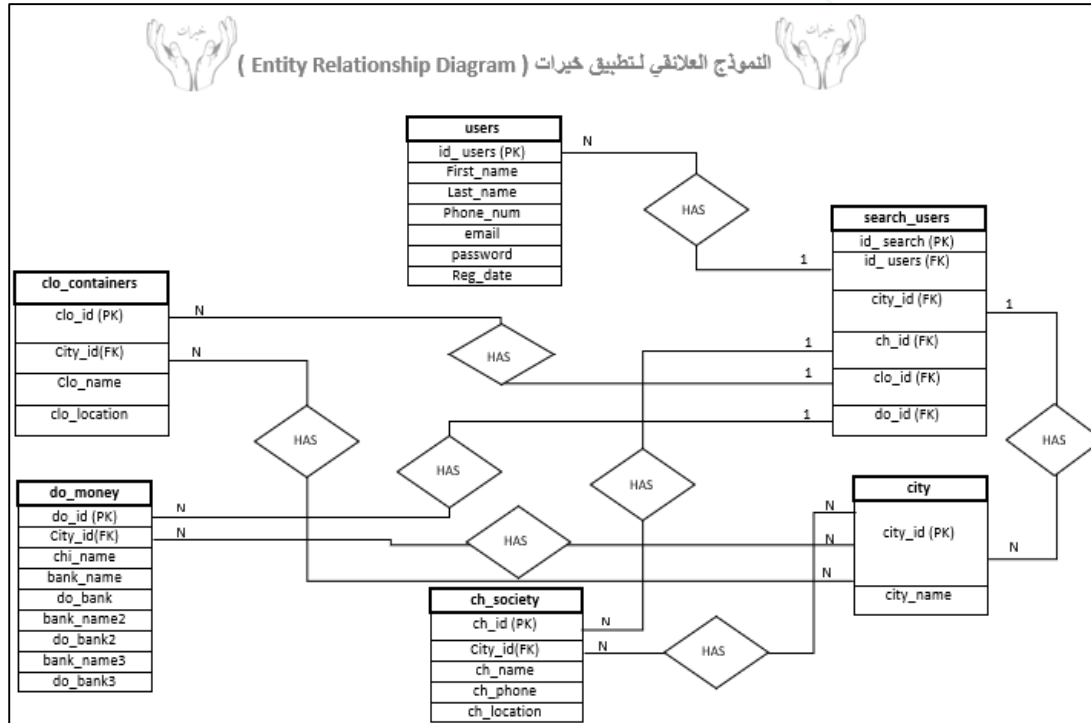 خيرات
النموذج العلائقي لتطبيق خيرات ( Entity Relationship Diagram )
خيرات
users
id_ users (PK)
First_name
Last_name
Phone_num
email
password
Reg_date
N
HAS
1
search_users
id_ search (PK)
id_ users (FK)
city_id (FK)
ch_id (FK)
clo_id (FK)
do_id (FK)
1
1
1
1
HAS
N
clo_containers
clo_id (PK)
City_id(FK)
Clo_name
clo_location
N
N
HAS
HAS
HAS
HAS
do_money
do_id (PK)
City_id(FK)
chi_name
bank_name
do_bank
bank_name2
do_bank2
bank_name3
do_bank3
N
N
HAS
N
N
N
city
city_id (PK)
city_name
ch_society
ch_id (PK)
City_id(FK)
ch_name
ch_phone
ch_location
N
N
HAS